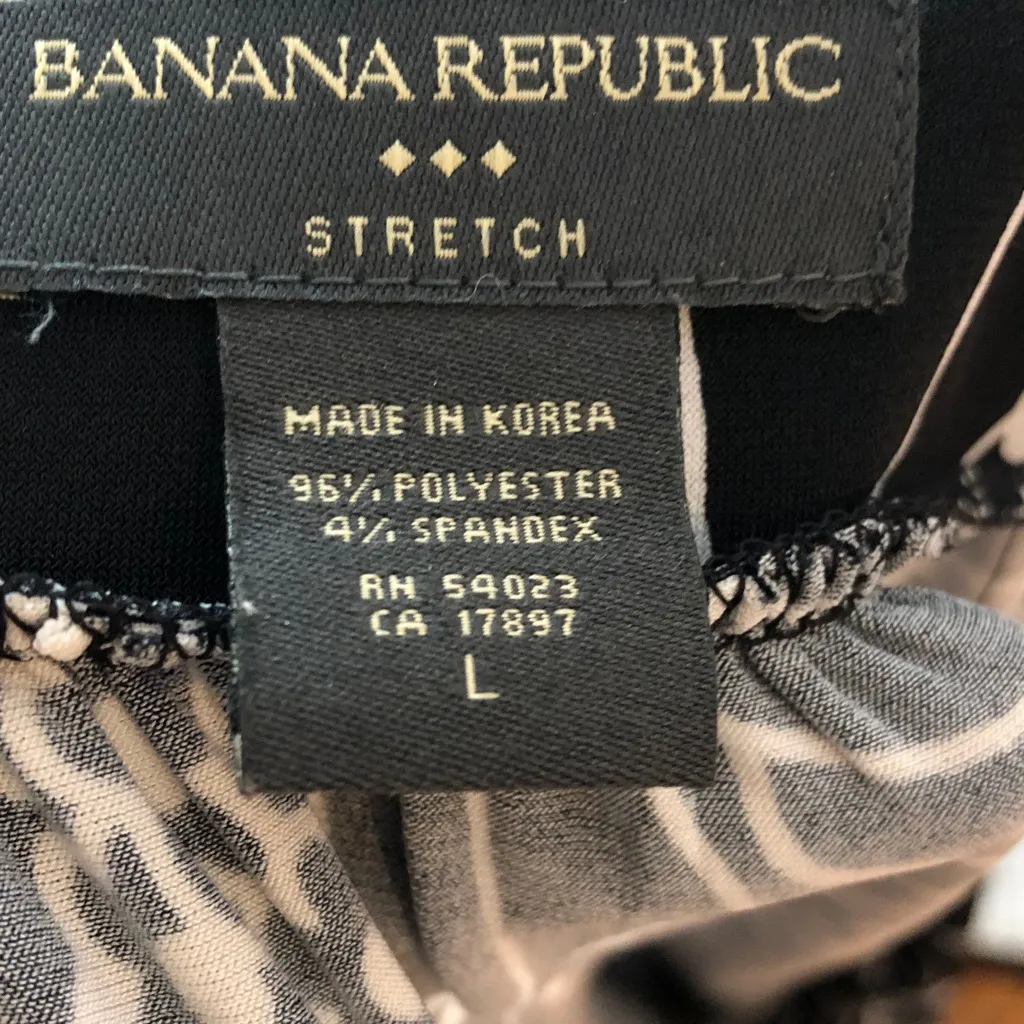 BANANA REPUBLIC
STRETCH
MADE IN KOREA
96% POLYESTER
4% SPANDEX
RN 54023
CA 17897
L